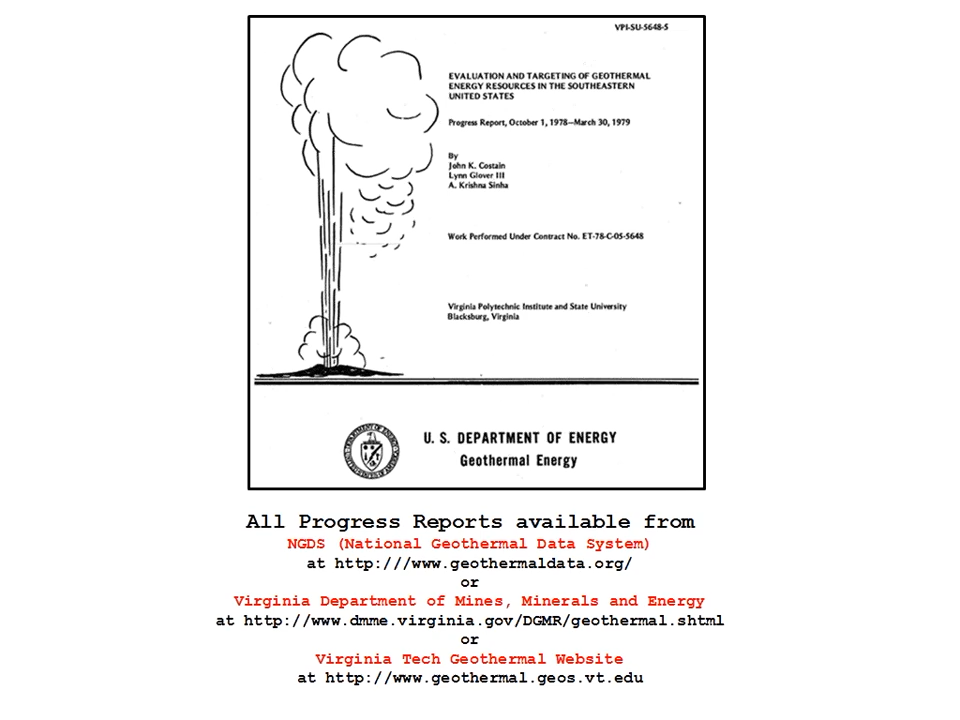 VPI-SU-5648-5
EVALUATION AND TARGETING OF GEOTHERMAL
ENERGY RESOURCES IN THE SOUTHEASTERN
UNITED STATES
Progress Report, October 1, 1978—March 30, 1979
By
John K. Costain
Lynn Glover III
A. Krishna Sinha
Work Performed Under Contract No. ET-78-C-05-5648
Virginia Polytechnic Institute and State University
Blacksburg, Virginia
U. S. DEPARTMENT OF ENERGY
Geothermal Energy
All Progress Reports available from
NGDS (National Geothermal Data System)
at http:///www.geothermaldata.org/
or
Virginia Department of Mines, Minerals and Energy
at http://www.dmme.virginia.gov/DGMR/geothermal.shtml
or
Virginia Tech Geothermal Website
at http://www.geothermal.geos.vt.edu